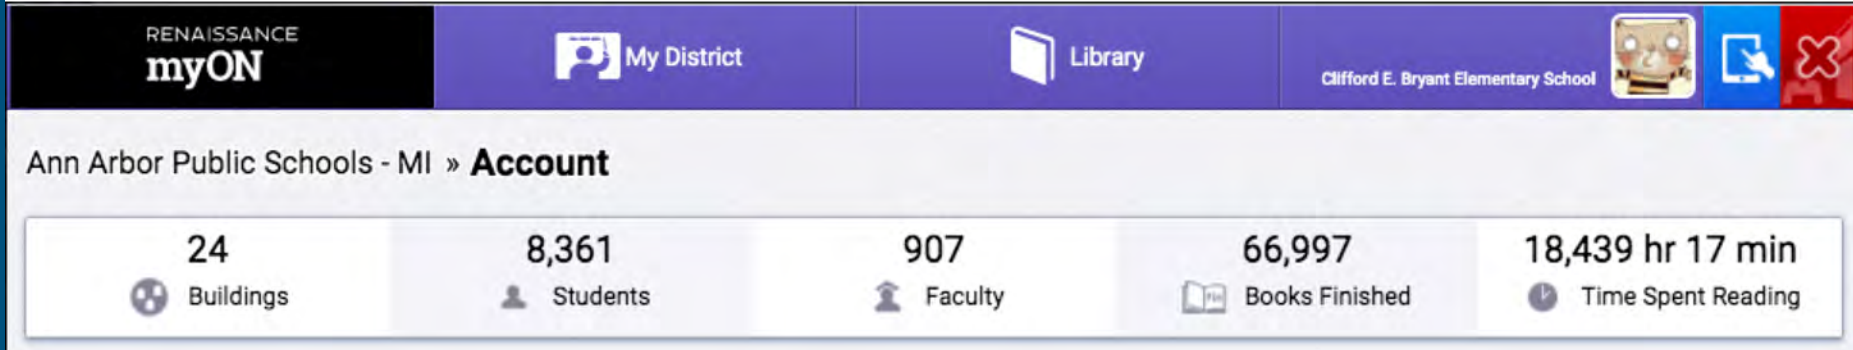 RENAISSANCE
myON
My District
Library
Clifford E. Bryant Elementary School
Ann Arbor Public Schools - MI » Account
24
Buildings
8,361
Students
907
Faculty
66,997
Books Finished
18,439 hr 17 min
Time Spent Reading